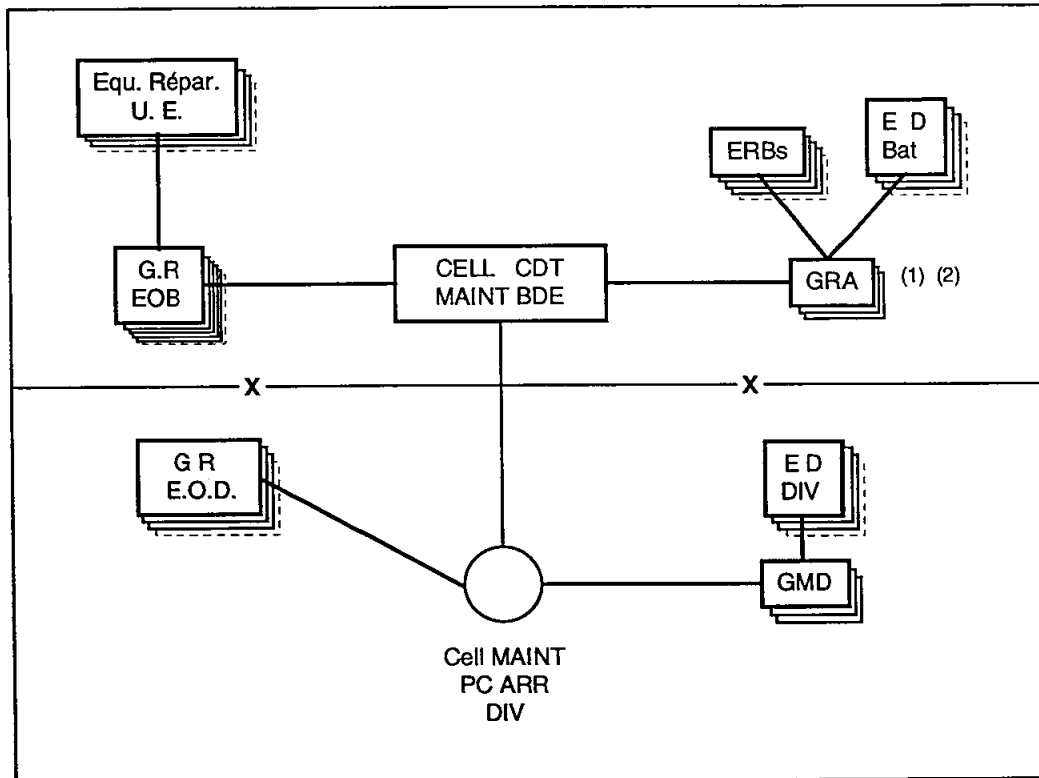 Equ. Répar.
U. E.
E D
Bat
ERBs
G.R
EOB
CELL CDT
MAINT BDE
GRA
(1) (2)
X
X
G R
E.O.D.
E D
DIV
GMD
Cell MAINT
PC ARR
DIV